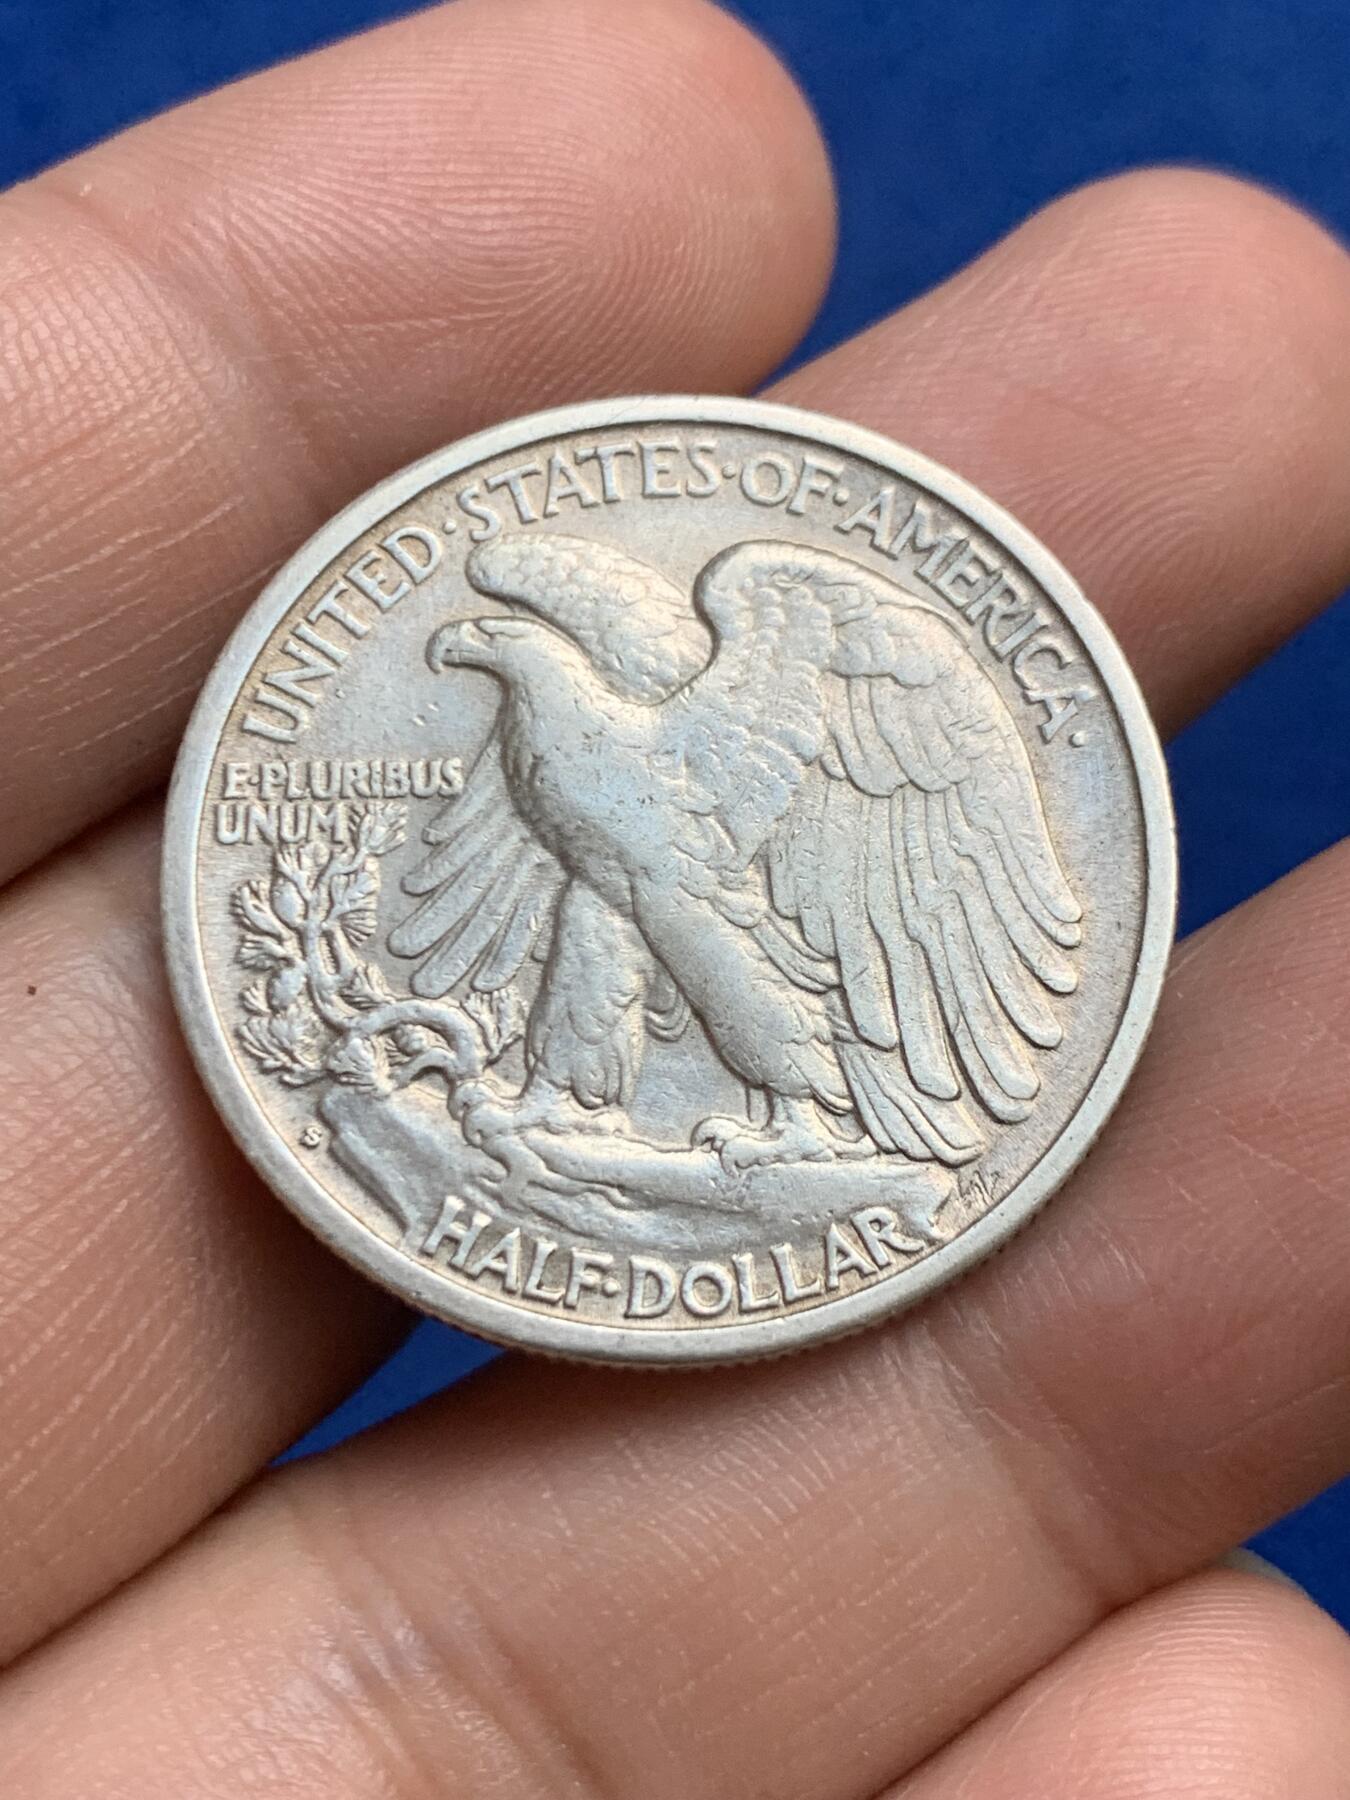 UNITED·STATES·OF·AMERICA·
E·PLURIBUS
UNUM
S
HALF·DOLLAR